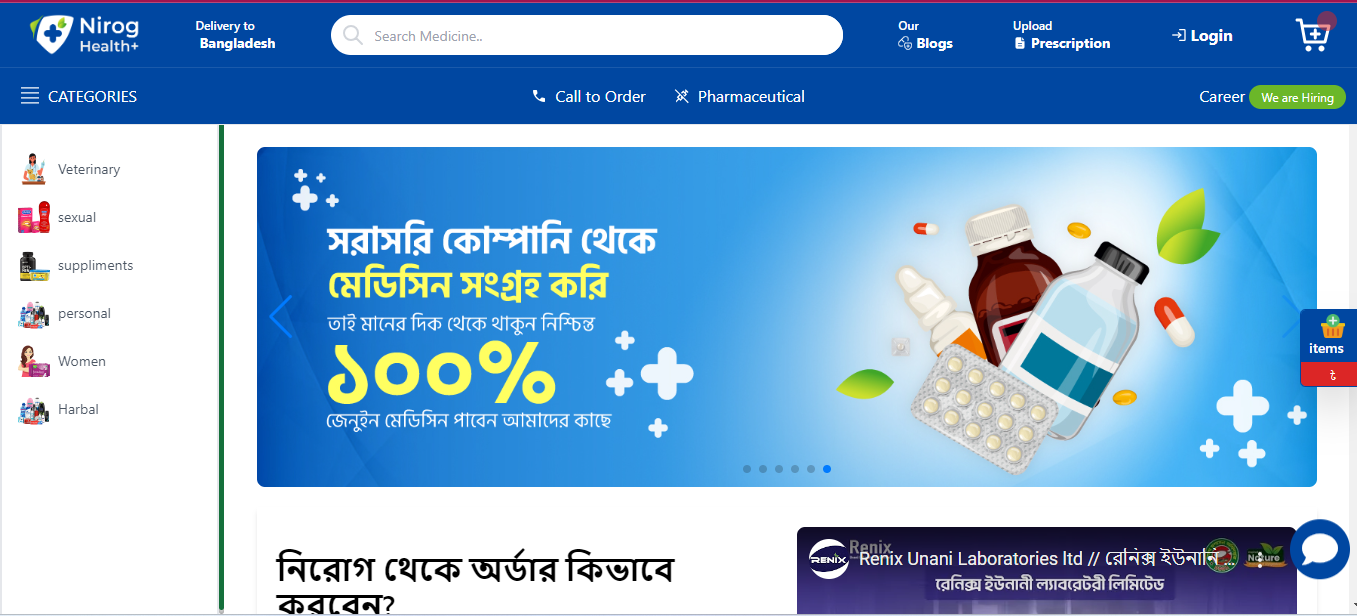 Nirog
Health+
Delivery to
Bangladesh
Search Medicine..
Our
Blogs
Upload
Prescription
Login
CATEGORIES
Call to Order
Pharmaceutical
Career
We are Hiring
Veterinary
sexual
suppliments
personal
Women
Harbal
সরাসরি কোম্পানি থেকে
মেডিসিন সংগ্রহ করি
তাই মানের দিক থেকে থাকুন নিশ্চিন্ত
১০০%
জেনুইন মেডিসিন পাবেন আমাদের কাছে
items
৳
নিরোগ থেকে অর্ডার কিভাবে
করবেন?
RENIX
Renix
Renix Unani Laboratories ltd // রেনিক্স ইউনানি ...
Nature
রেনিক্স ইউনানী ল্যাবরেটরী লিমিটেড